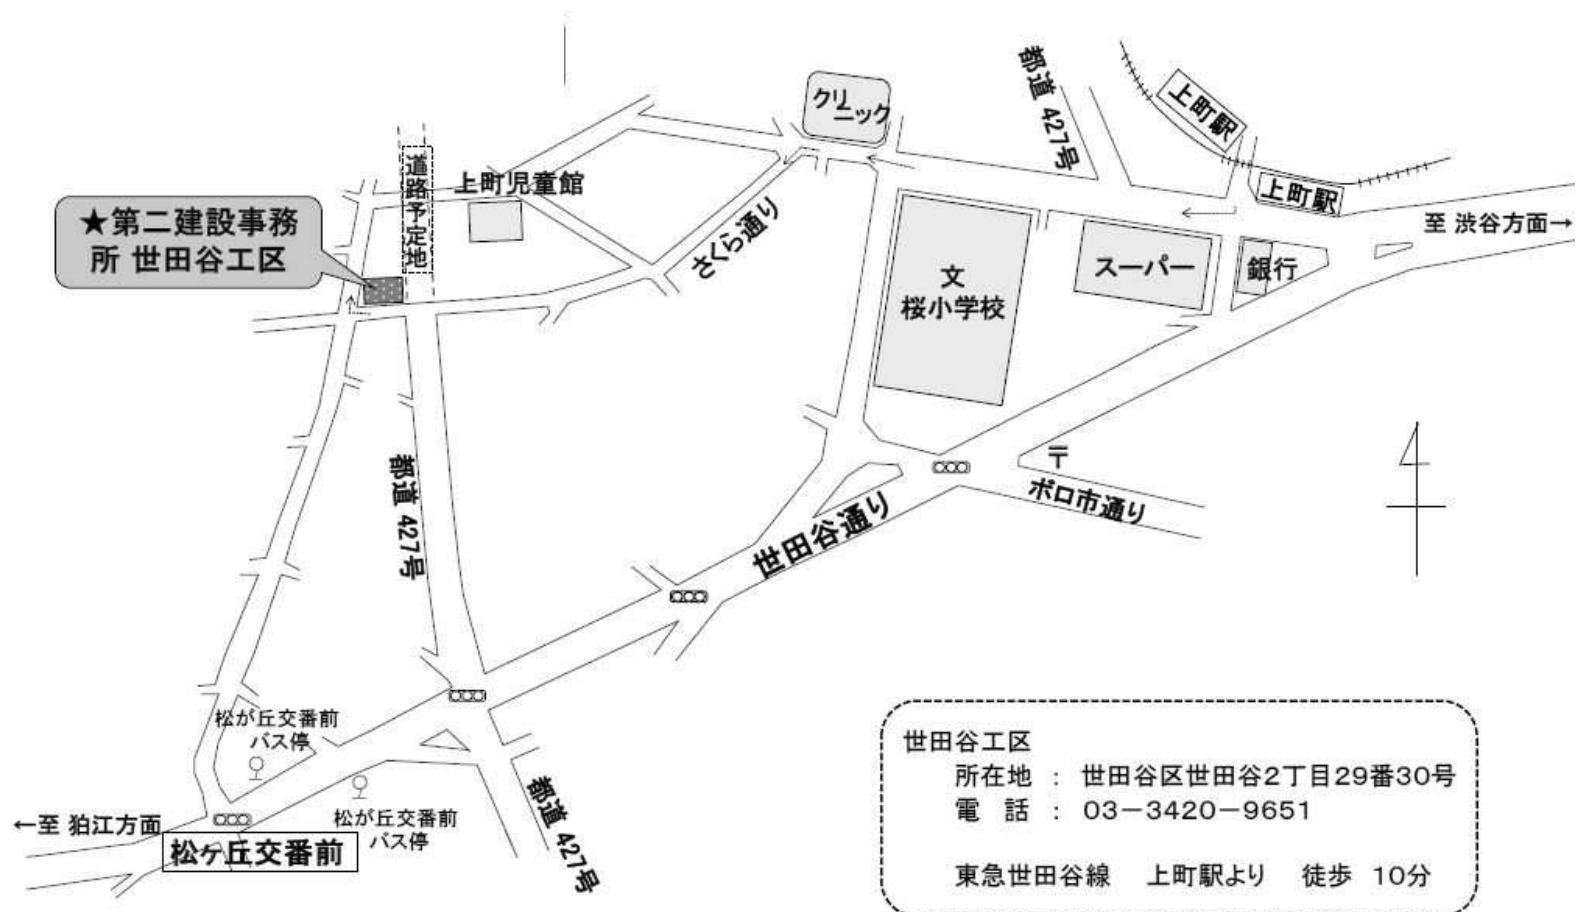 クリニック
都道 427号
上町駅
上町駅
道路予定地
上町児童館
★第二建設事務
所 世田谷工区
さくら通り
至 渋谷方面→
文
桜小学校
スーパー
銀行
〒
ボロ市通り
都道 427号
世田谷通り
松が丘交番前
バス停
松が丘交番前
バス停
都道 427号
←至 狛江方面
松ヶ丘交番前
世田谷工区
所在地 : 世田谷区世田谷2丁目29番30号
電 話 : 03-3420-9651
東急世田谷線 上町駅より 徒歩 10分